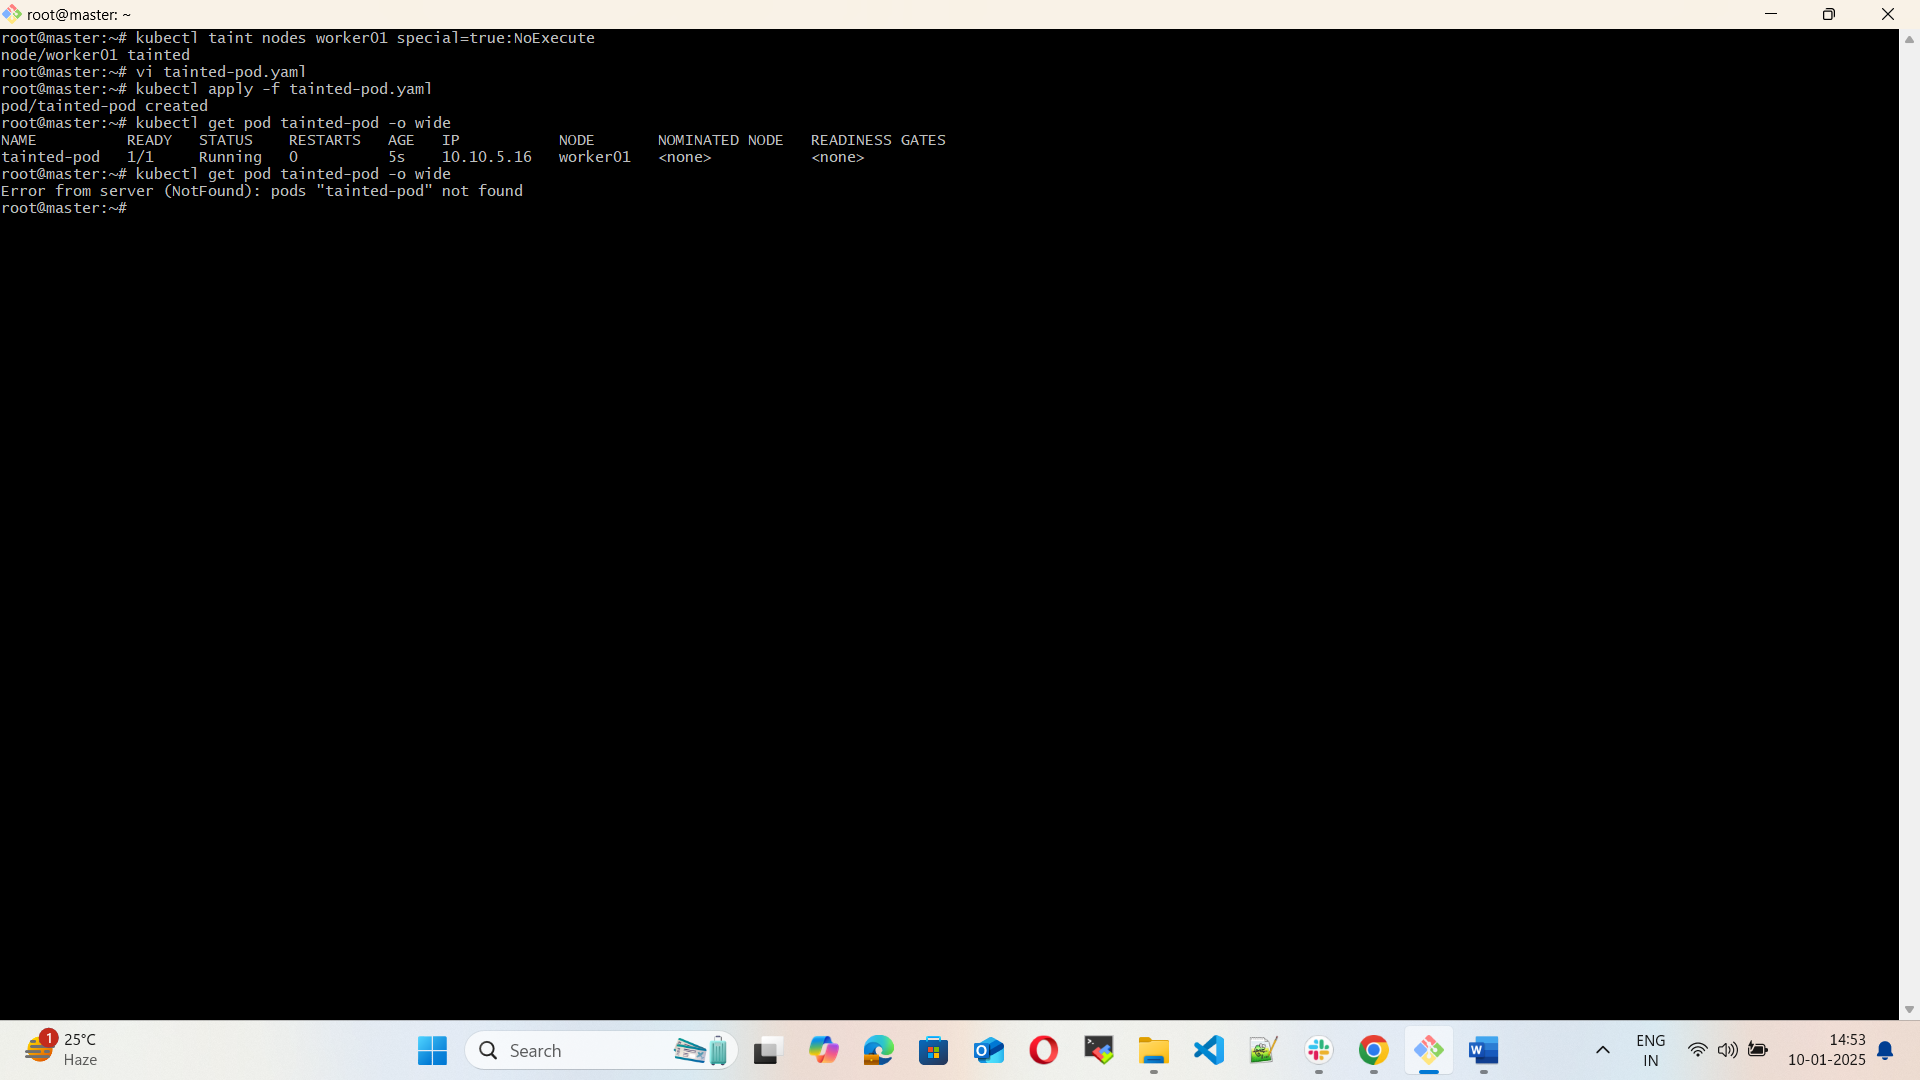 root@master: ~
root@master:~# kubectl taint nodes worker01 special=true:NoExecute
node/worker01 tainted
root@master:~# vi tainted-pod.yaml
root@master:~# kubectl apply -f tainted-pod.yaml
pod/tainted-pod created
root@master:~# kubectl get pod tainted-pod -o wide
NAME          READY   STATUS    RESTARTS   AGE   IP           NODE       NOMINATED NODE   READINESS GATES
tainted-pod   1/1     Running   0          5s    10.10.5.16   worker01   <none>           <none>
root@master:~# kubectl get pod tainted-pod -o wide
Error from server (NotFound): pods "tainted-pod" not found
root@master:~#
1
25°C
Haze
Search
ENG
IN
14:53
10-01-2025